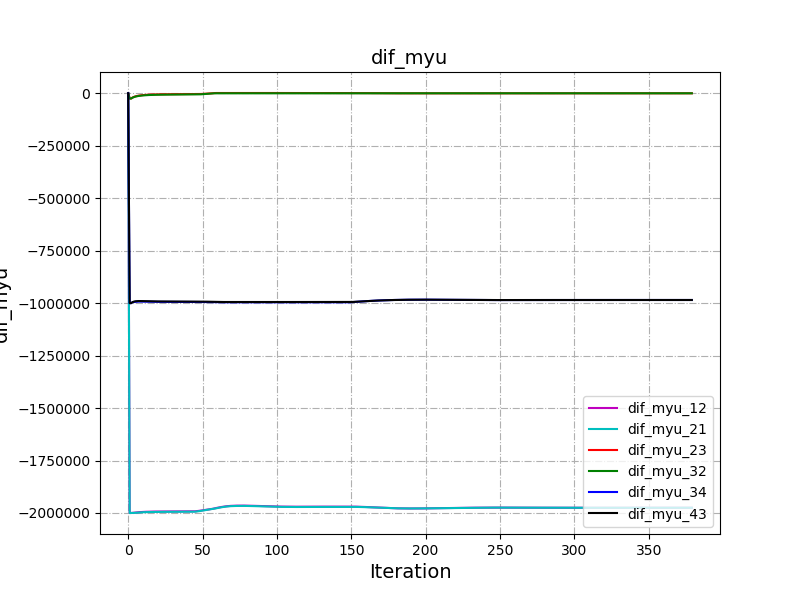 dif_myu
0
−250000
−500000
−750000
−1000000
−1250000
−1500000
−1750000
−2000000
dif_myu
0
50
100
150
200
250
300
350
Iteration
dif_myu_12
dif_myu_21
dif_myu_23
dif_myu_32
dif_myu_34
dif_myu_43